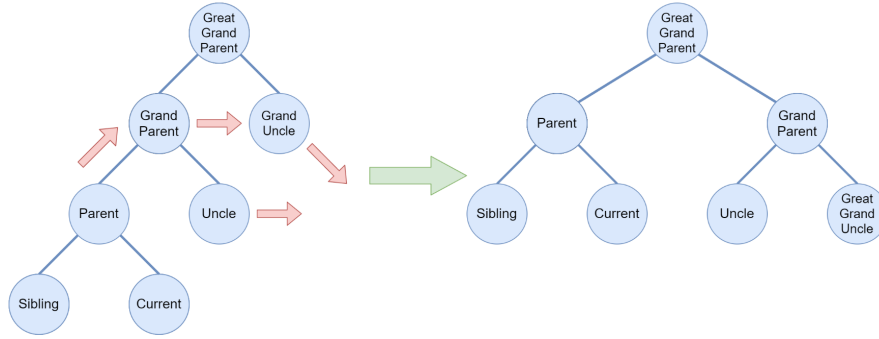 Great
Grand
Parent
Grand
Parent
Grand
Uncle
Parent
Uncle
Sibling
Current
Great
Grand
Parent
Parent
Grand
Parent
Sibling
Current
Uncle
Great
Grand
Uncle